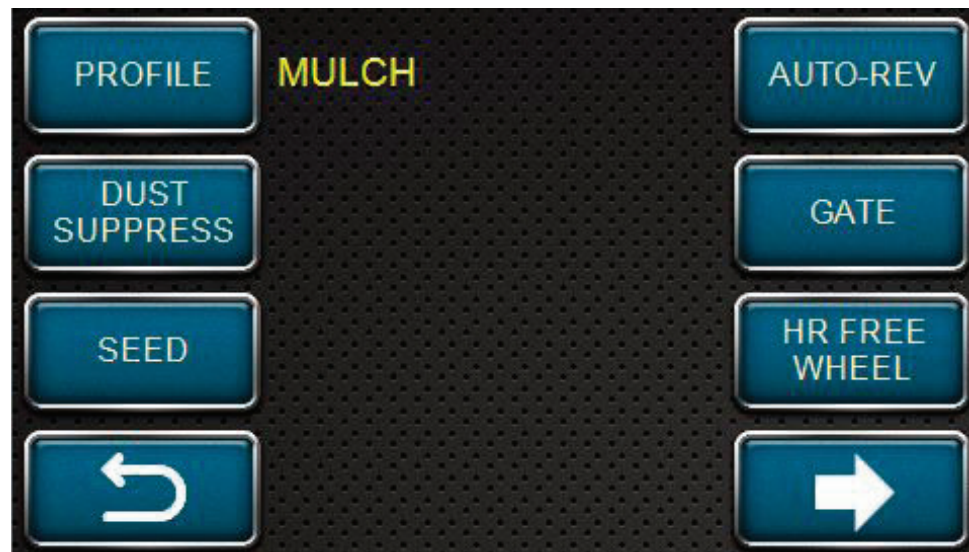 PROFILE
MULCH
AUTO-REV
DUST
SUPPRESS
GATE
SEED
HR FREE
WHEEL